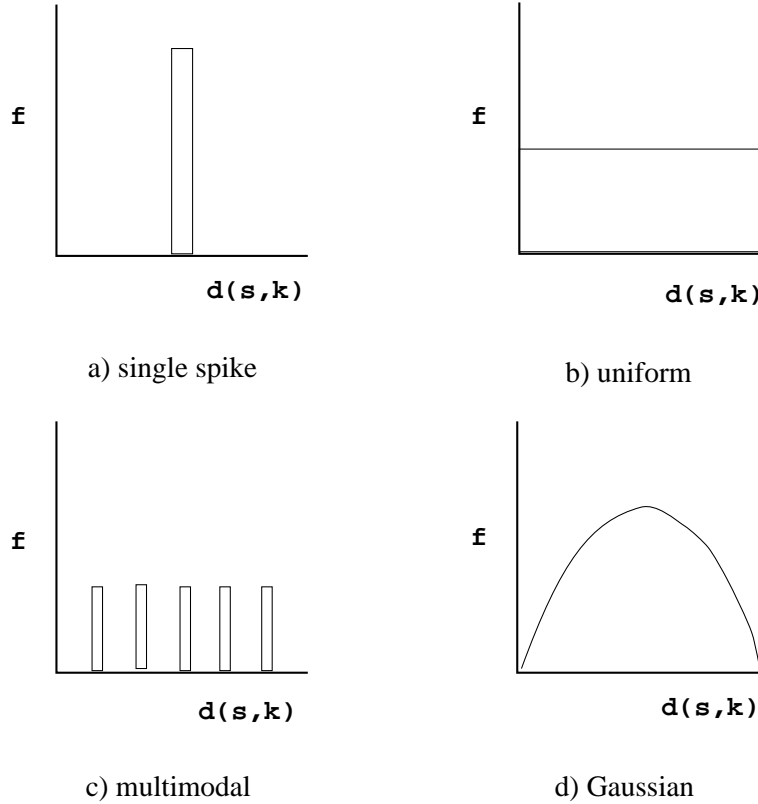 f
d(s,k)
a) single spike
f
d(s,k)
b) uniform
f
d(s,k)
c) multimodal
f
d(s,k)
d) Gaussian